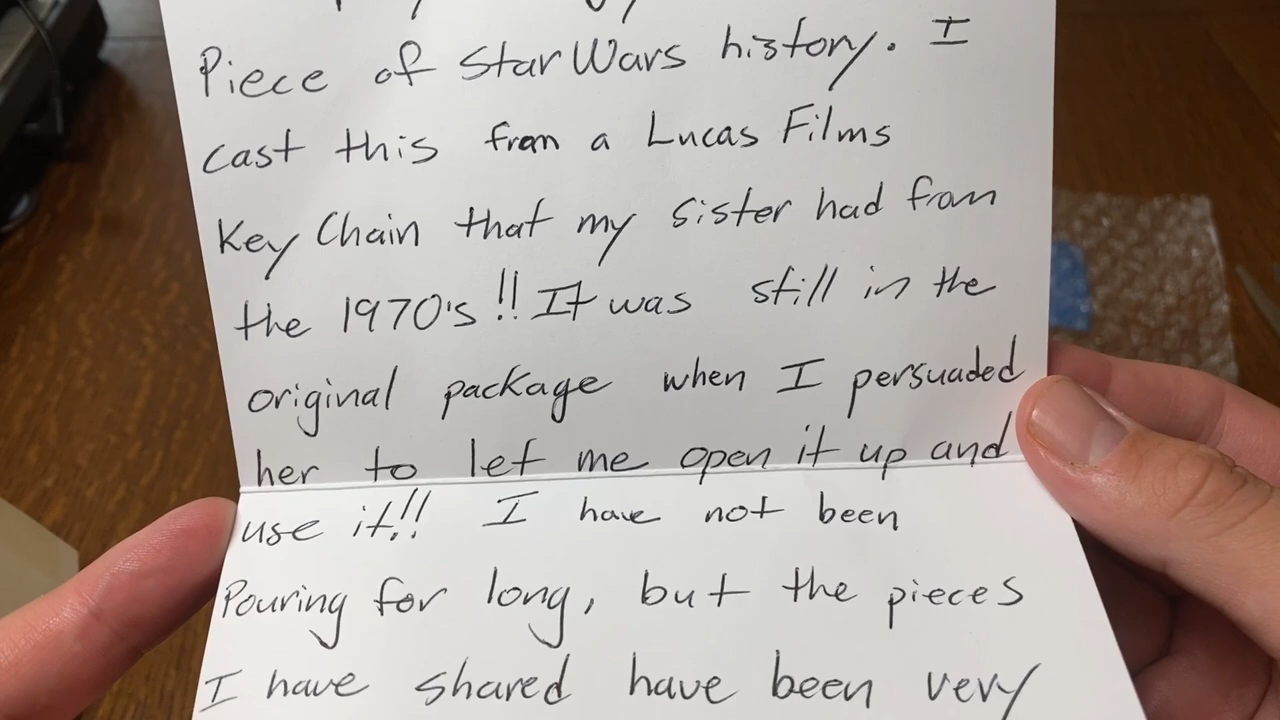 Piece of Star Wars history. I
cast this from a Lucas Films
Key Chain that my sister had from
the 1970's!! It was still in the
original package when I persuaded
her to let me open it up and
use it!! I have not been
Pouring for long, but the pieces
I have shared have been very